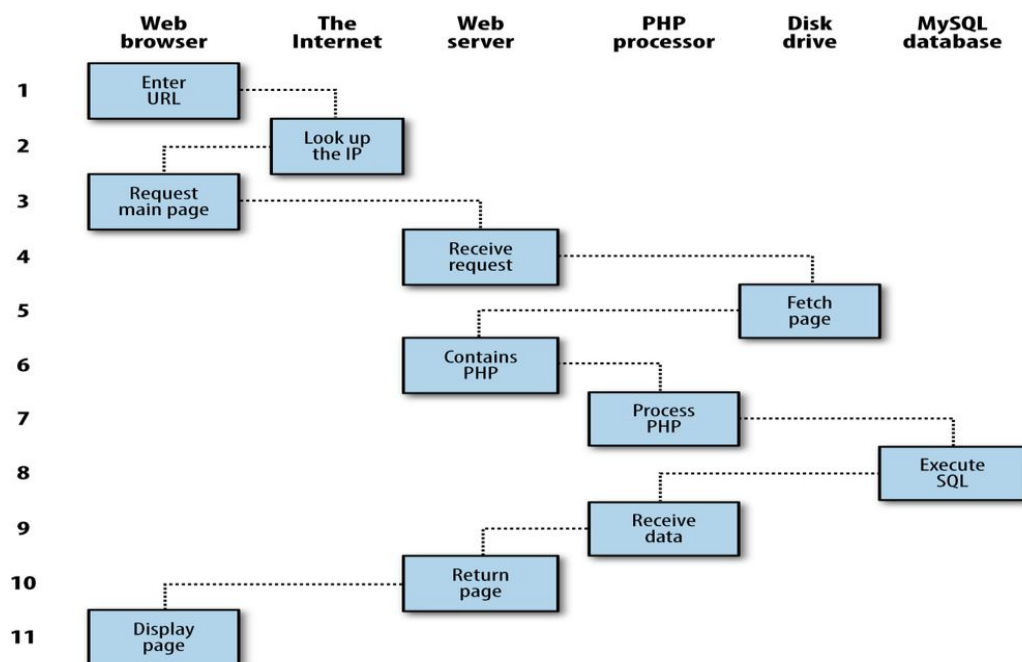 Web
browser
The
Internet
Web
server
PHP
processor
Disk
drive
MySQL
database
1
Enter
URL
2
Look up
the IP
3
Request
main page
4
Receive
request
5
Fetch
page
6
Contains
PHP
7
Process
PHP
8
Execute
SQL
9
Receive
data
10
Return
page
11
Display
page